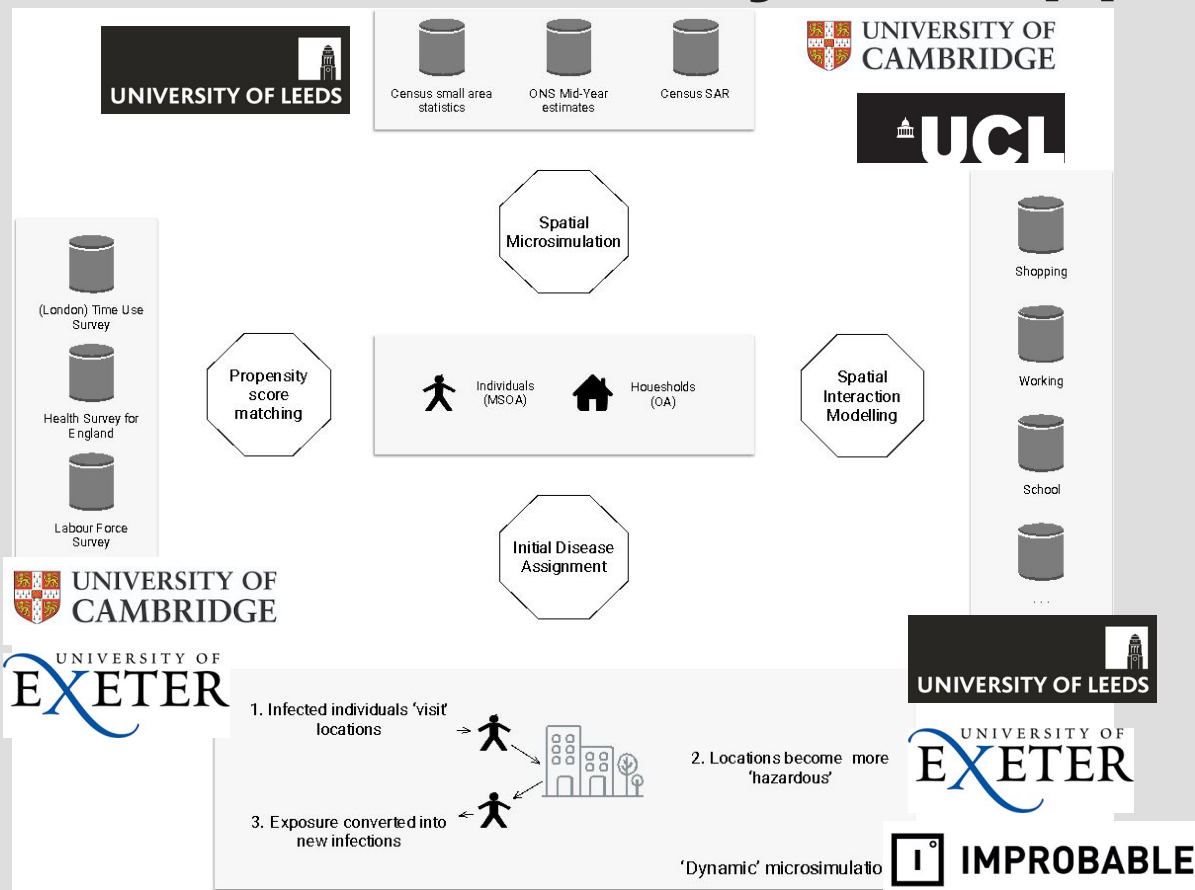 UNIVERSITY OF LEEDS
Census small area
statistics
ONS Mid-Year
estimates
Census SAR
UNIVERSITY OF
CAMBRIDGE
UCL
Spatial
Microsimulation
(London) Time Use
Survey
Health Survey for
England
Labour Force
Survey
Propensity
score
matching
Individuals
(MSOA)
Houesholds
(OA)
Spatial
Interaction
Modelling
Shopping
Working
School
...
Initial Disease
Assignment
UNIVERSITY OF
CAMBRIDGE
UNIVERSITY OF
EXETER
UNIVERSITY OF LEEDS
UNIVERSITY OF
EXETER
1. Infected individuals 'visit'
locations
2. Locations become more
'hazardous'
3. Exposure converted into
new infections
'Dynamic' microsimulatio
IMPROBABLE